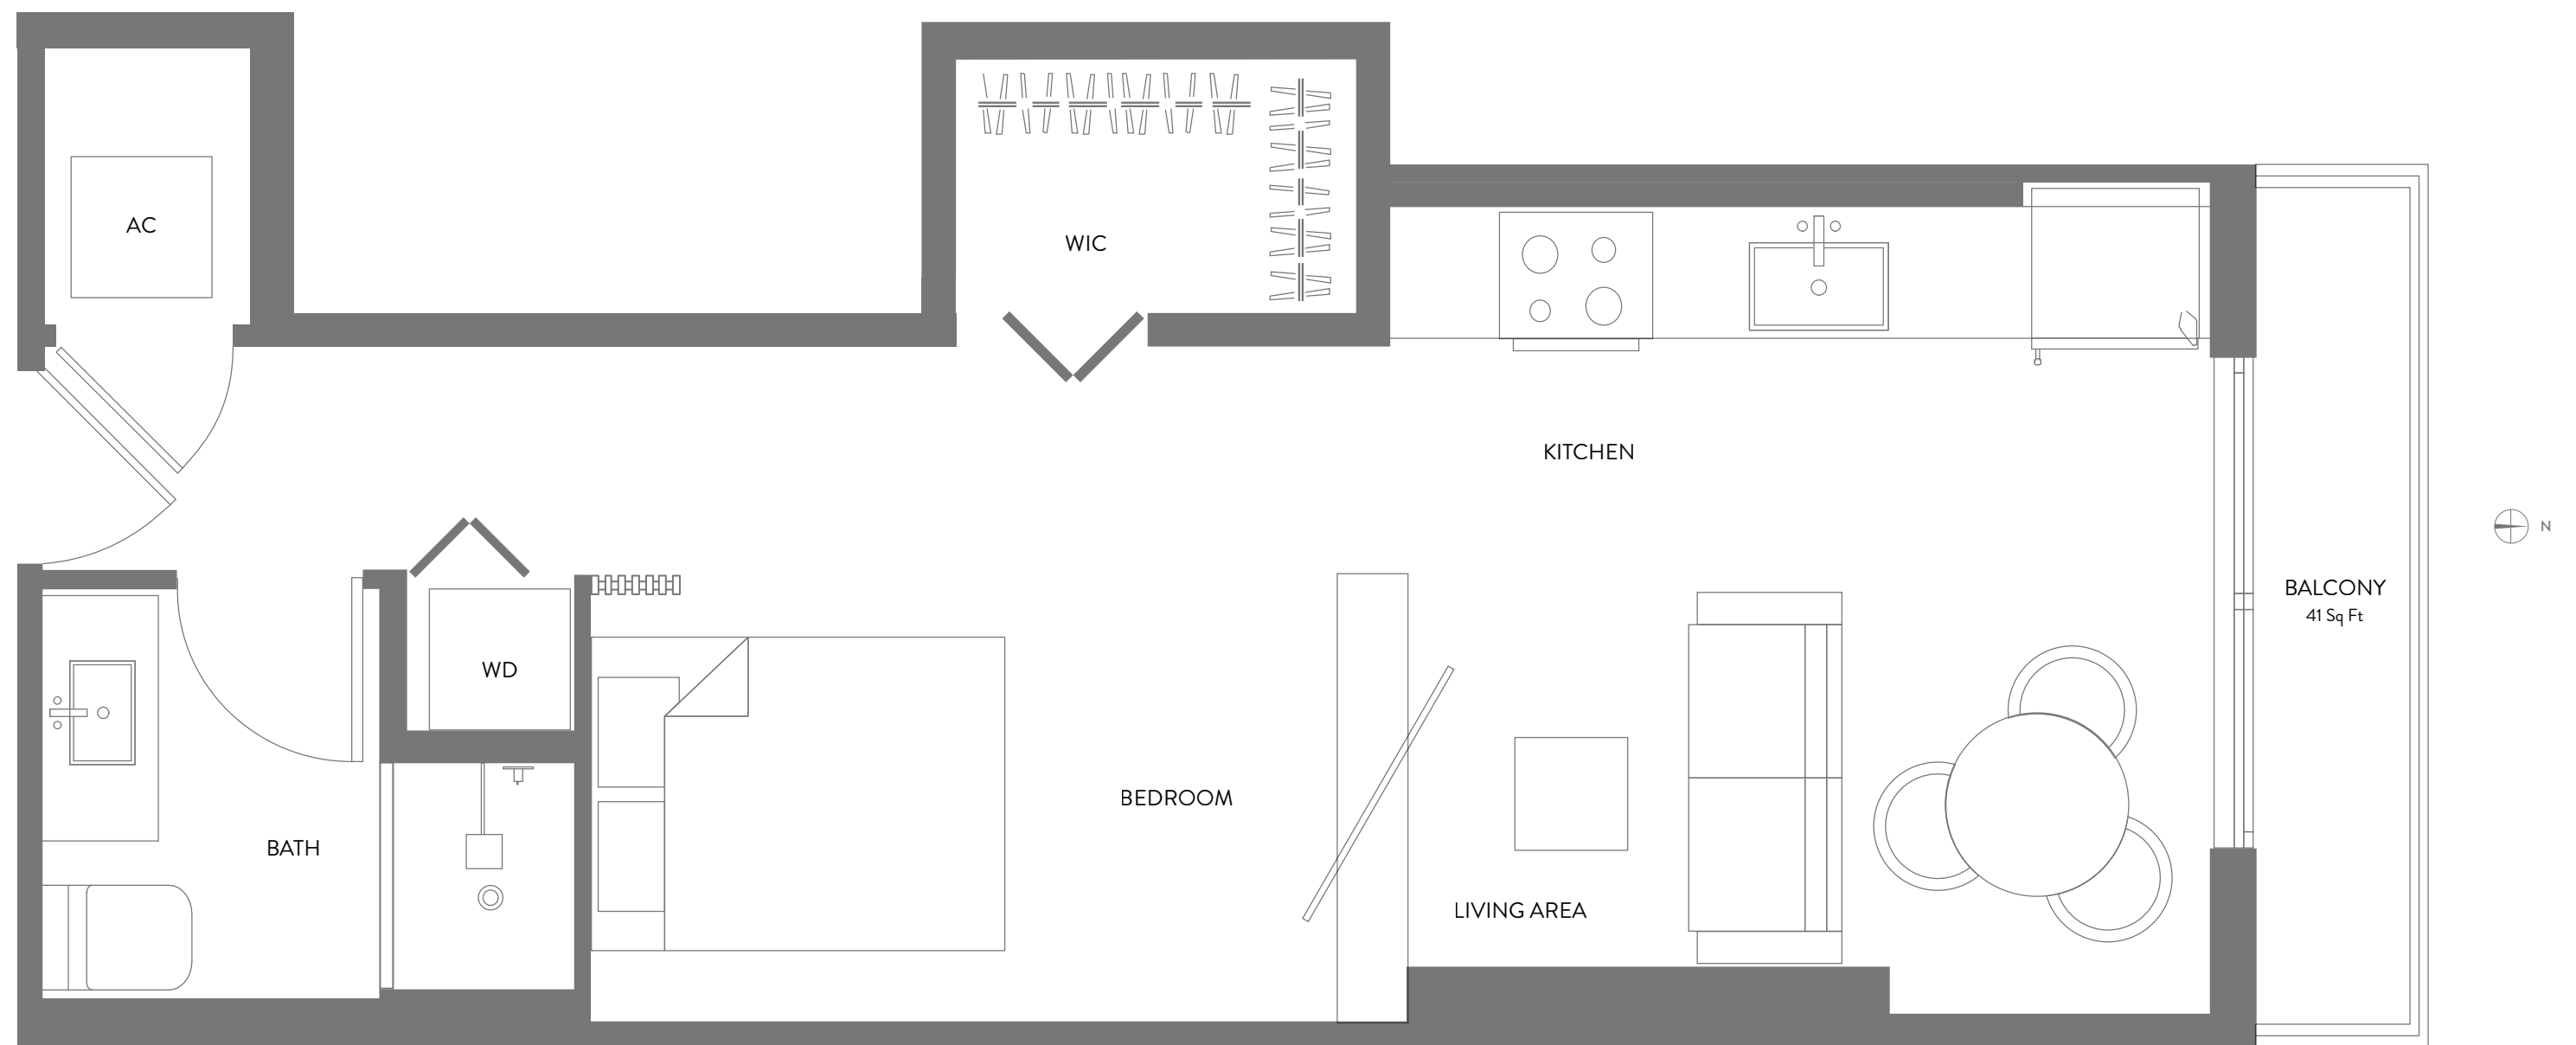 AC
WIC
KITCHEN
N
BALCONY
41 Sq Ft
WD
BEDROOM
BATH
LIVING AREA